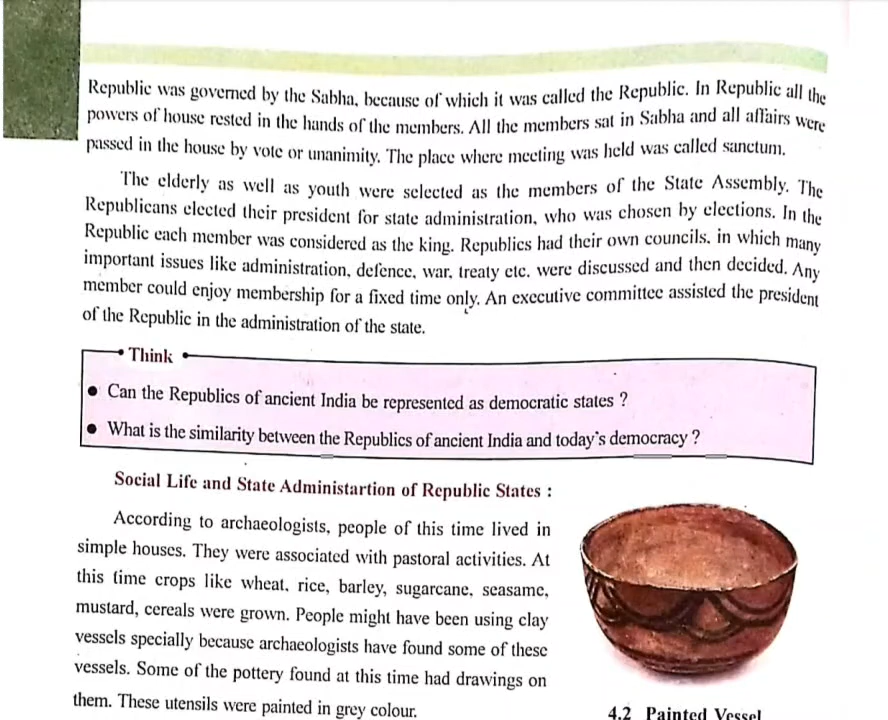 Republic was governed by the Sabha, because of which it was called the Republic. In Republic all the
powers of house rested in the hands of the members. All the members sat in Sabha and all affairs were
passed in the house by vote or unanimity. The place where meeting was held was called sanctum.
The elderly as well as youth were selected as the members of the State Assembly. The
Republicans elected their president for state administration, who was chosen by elections. In the
Republic each member was considered as the king. Republics had their own councils, in which many
important issues like administration, defence, war, treaty etc. were discussed and then decided. Any
member could enjoy membership for a fixed time only. An executive committee assisted the president
of the Republic in the administration of the state.
Think
• Can the Republics of ancient India be represented as democratic states ?
• What is the similarity between the Republics of ancient India and today's democracy ?
Social Life and State Administartion of Republic States :
According to archaeologists, people of this time lived in
simple houses. They were associated with pastoral activities. At
this time crops like wheat, rice, barley, sugarcane, seasame,
mustard, cereals were grown. People might have been using clay
vessels specially because archaeologists have found some of these
vessels. Some of the pottery found at this time had drawings on
them. These utensils were painted in grey colour.
4.2 Painted Vessel